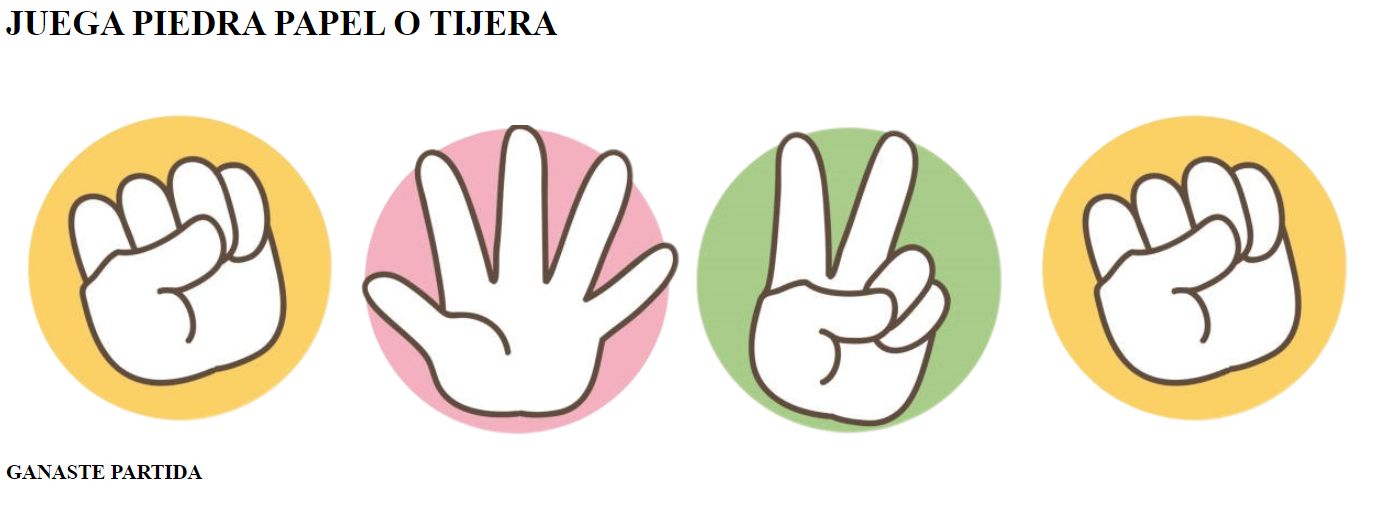 JUEGA PIEDRA PAPEL O TIJERA
GANASTE PARTIDA